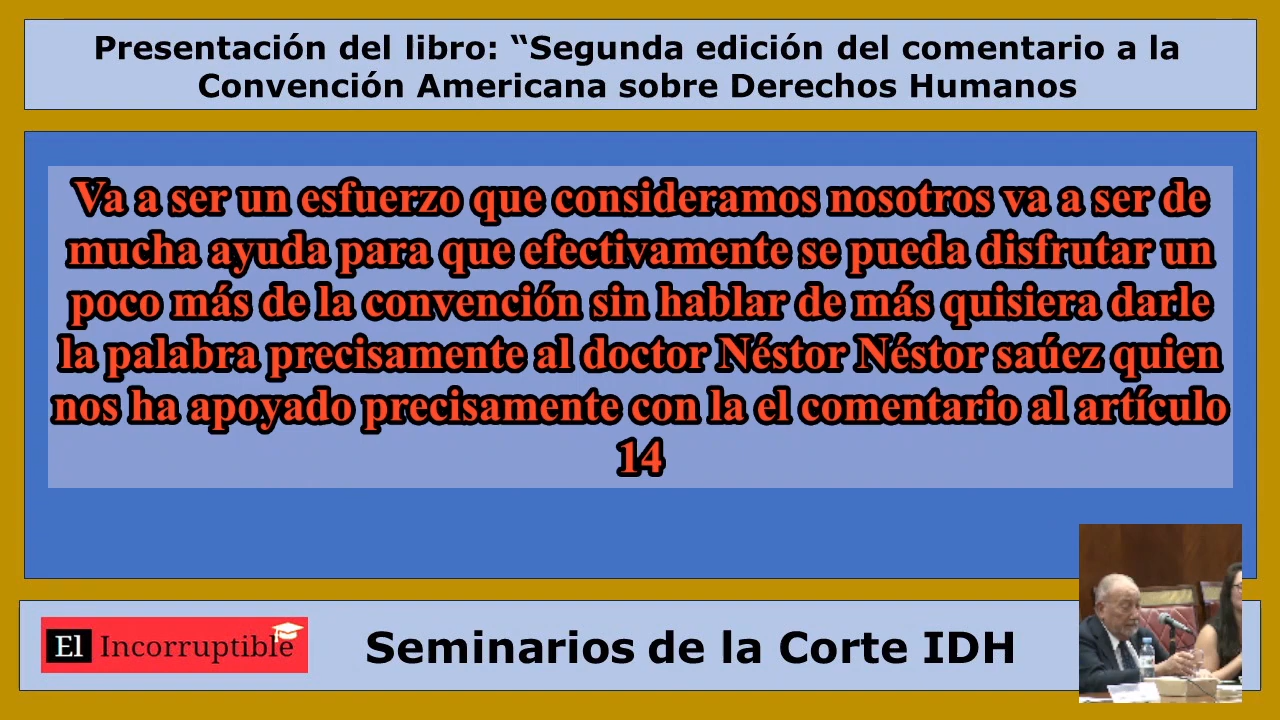 Presentación del libro: “Segunda edición del comentario a la
Convención Americana sobre Derechos Humanos
Va a ser un esfuerzo que consideramos nosotros va a ser de
mucha ayuda para que efectivamente se pueda disfrutar un
poco más de la convención sin hablar de más quisiera darle
la palabra precisamente al doctor Néstor Néstor saúez quien
nos ha apoyado precisamente con la el comentario al artículo
14
El Incorruptible
Seminarios de la Corte IDH